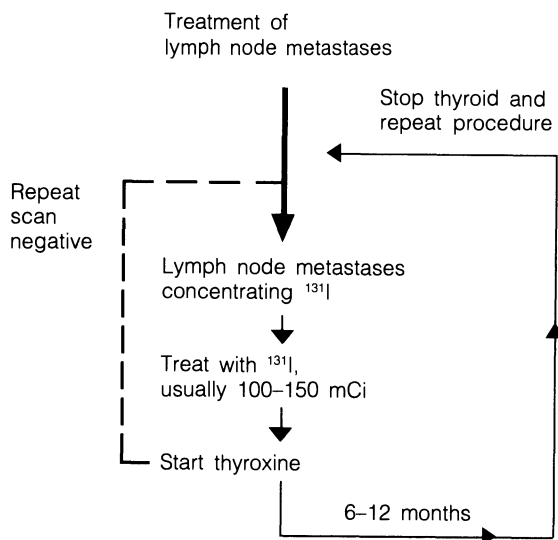 Treatment of
lymph node metastases
Stop thyroid and
repeat procedure
Repeat
scan
negative
Lymph node metastases
concentrating ¹³¹I
Treat with ¹³¹I,
usually 100–150 mCi
Start thyroxine
6–12 months